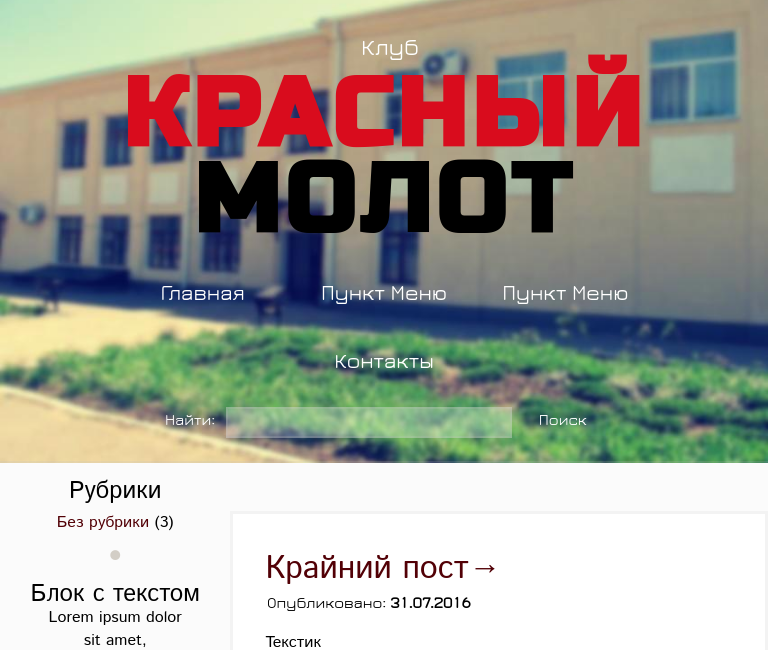 Клуб
КРАСНЫЙ
МОЛОТ
Главная Пункт Меню Пункт Меню
Контакты
Найти: Поиск
Рубрики
Без рубрики (3)
Блок с текстом
Lorem ipsum dolor
sit amet,
Крайний пост→
Опубликовано: 31.07.2016
Текстик